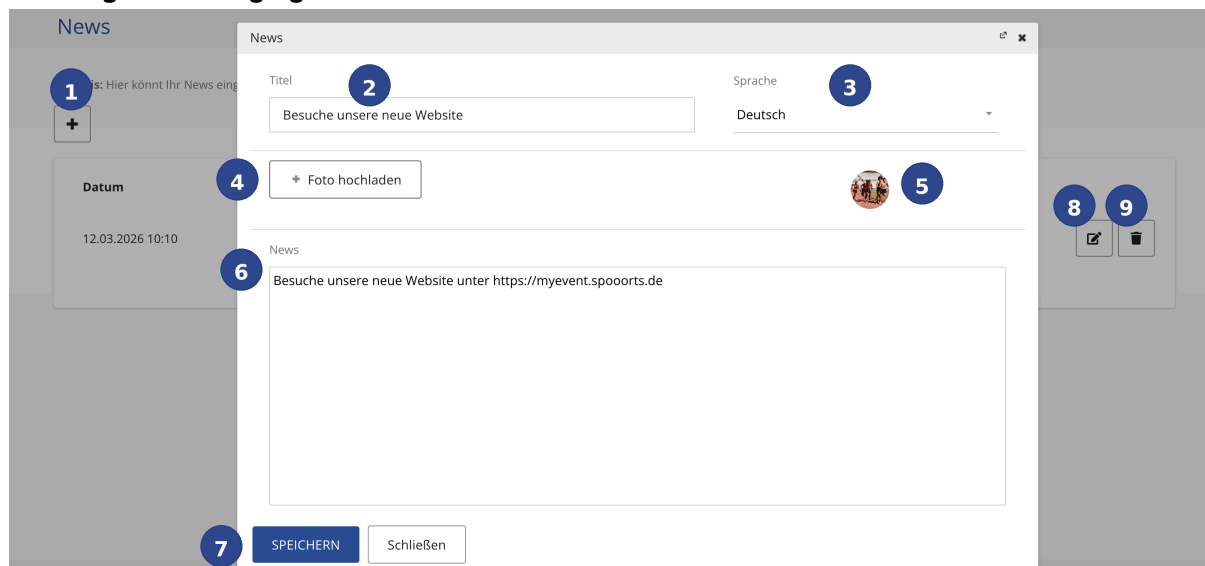 News
News
is: Hier könnt Ihr News eing
1
Titel
2
Sprache
3
Besuche unsere neue Website
Deutsch
4
Foto hochladen
5
Datum
8
9
12.03.2026 10:10
News
6
Besuche unsere neue Website unter https://myevent.spooorts.de
7
SPEICHERN
Schließen